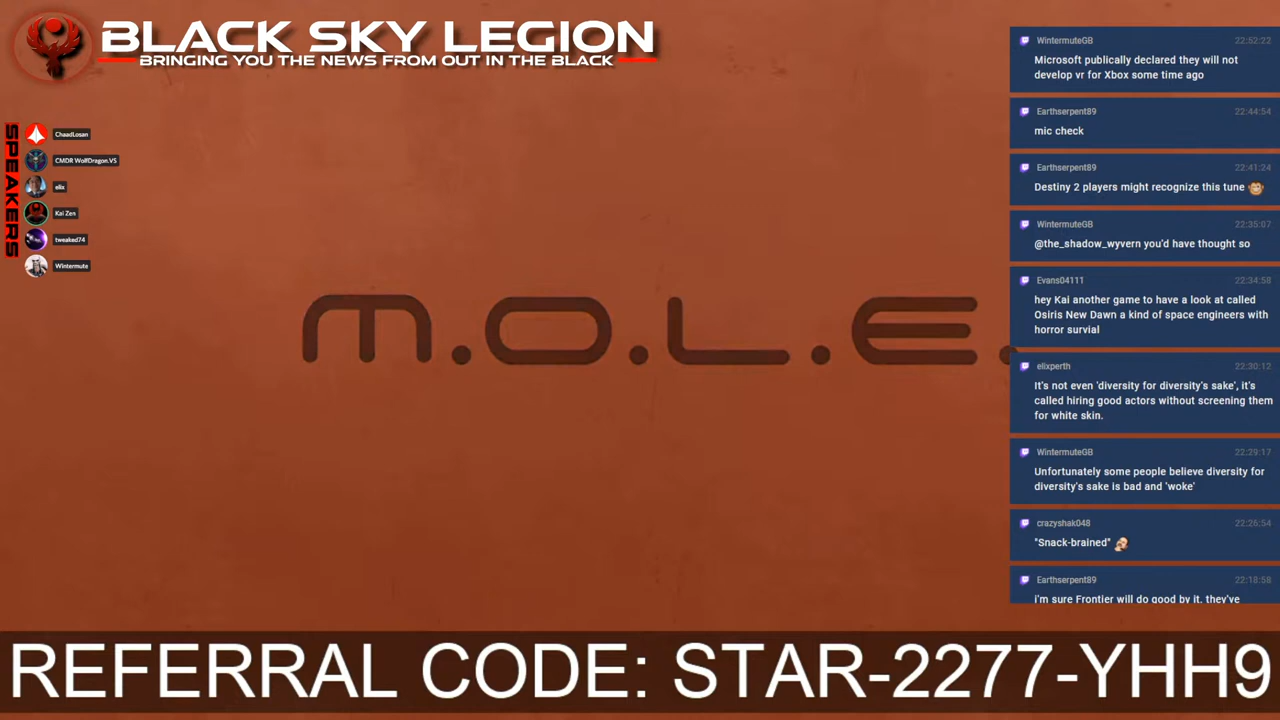 BLACK SKY LEGION
BRINGING YOU THE NEWS FROM OUT IN THE BLACK
SPEAKERS
ChaadLosan
CMDR WolfDragon.VS
elix
Kai Zen
tweaked74
Wintermute
M.O.L.E.
WintermuteGB 22:52:22
Microsoft publically declared they will not
develop vr for Xbox some time ago
Earthserpent89 22:44:54
mic check
Earthserpent89 22:41:24
Destiny 2 players might recognize this tune
WintermuteGB 22:35:07
@the_shadow_wyvern you'd have thought so
Evans04111 22:34:58
hey Kai another game to have a look at called
Osiris New Dawn a kind of space engineers with
horror survial
elixperth 22:30:12
It's not even 'diversity for diversity's sake', it's
called hiring good actors without screening them
for white skin.
WintermuteGB 22:29:17
Unfortunately some people believe diversity for
diversity's sake is bad and 'woke'
crazyshak048 22:26:54
"Snack-brained"
Earthserpent89 22:18:58
i'm sure Frontier will do good by it. they've
REFERRAL CODE: STAR-2277-YHH9